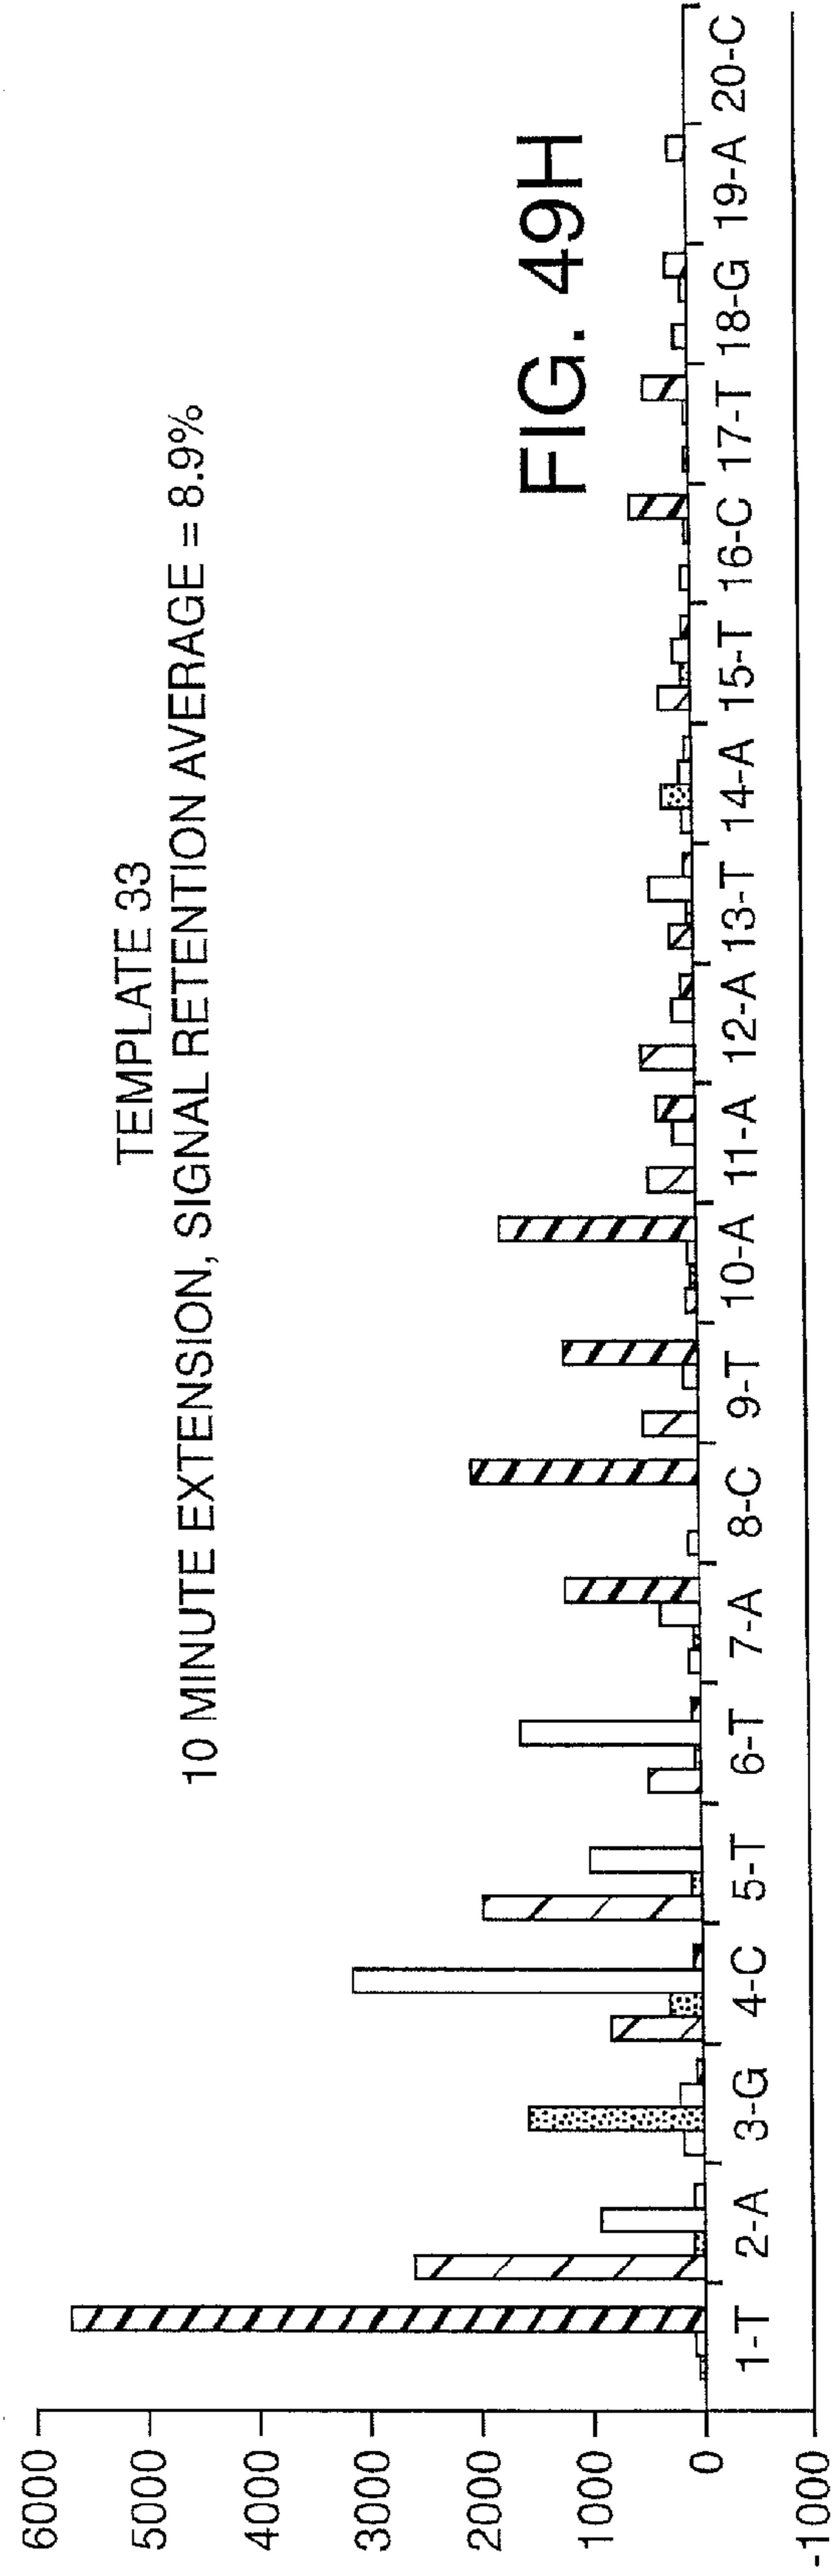 TEMPLATE 33
10 MINUTE EXTENSION, SIGNAL RETENTION AVERAGE = 8.9%
6000
5000
4000
3000
2000
1000
0
-1000
1-T 2-A 3-G 4-C 5-T 6-T 7-A 8-C 9-T 10-A 11-A 12-A 13-T 14-A 15-T 16-C 17-T 18-G 19-A 20-C
FIG. 49H